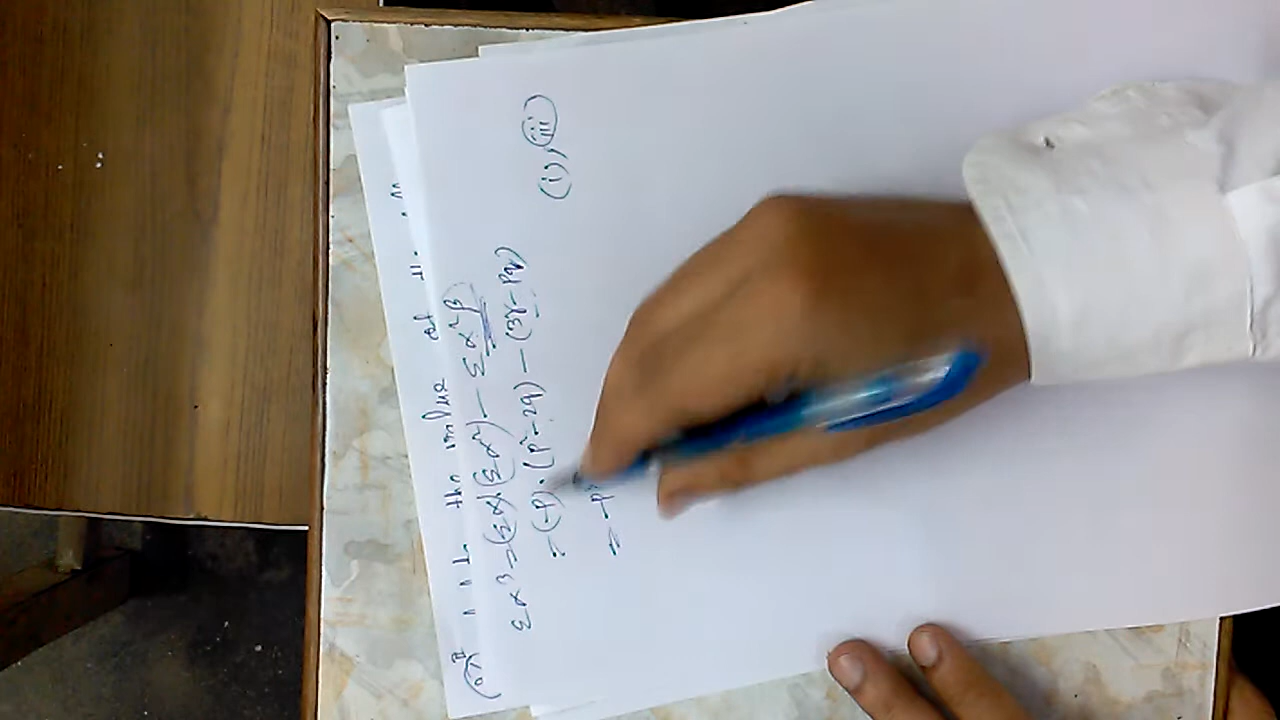 the value of
Σα³ = (Σα).(Σα²) − Σα²β
= (-p).(p²-2q) − (3r-pq) (i), (iii)
= -p³